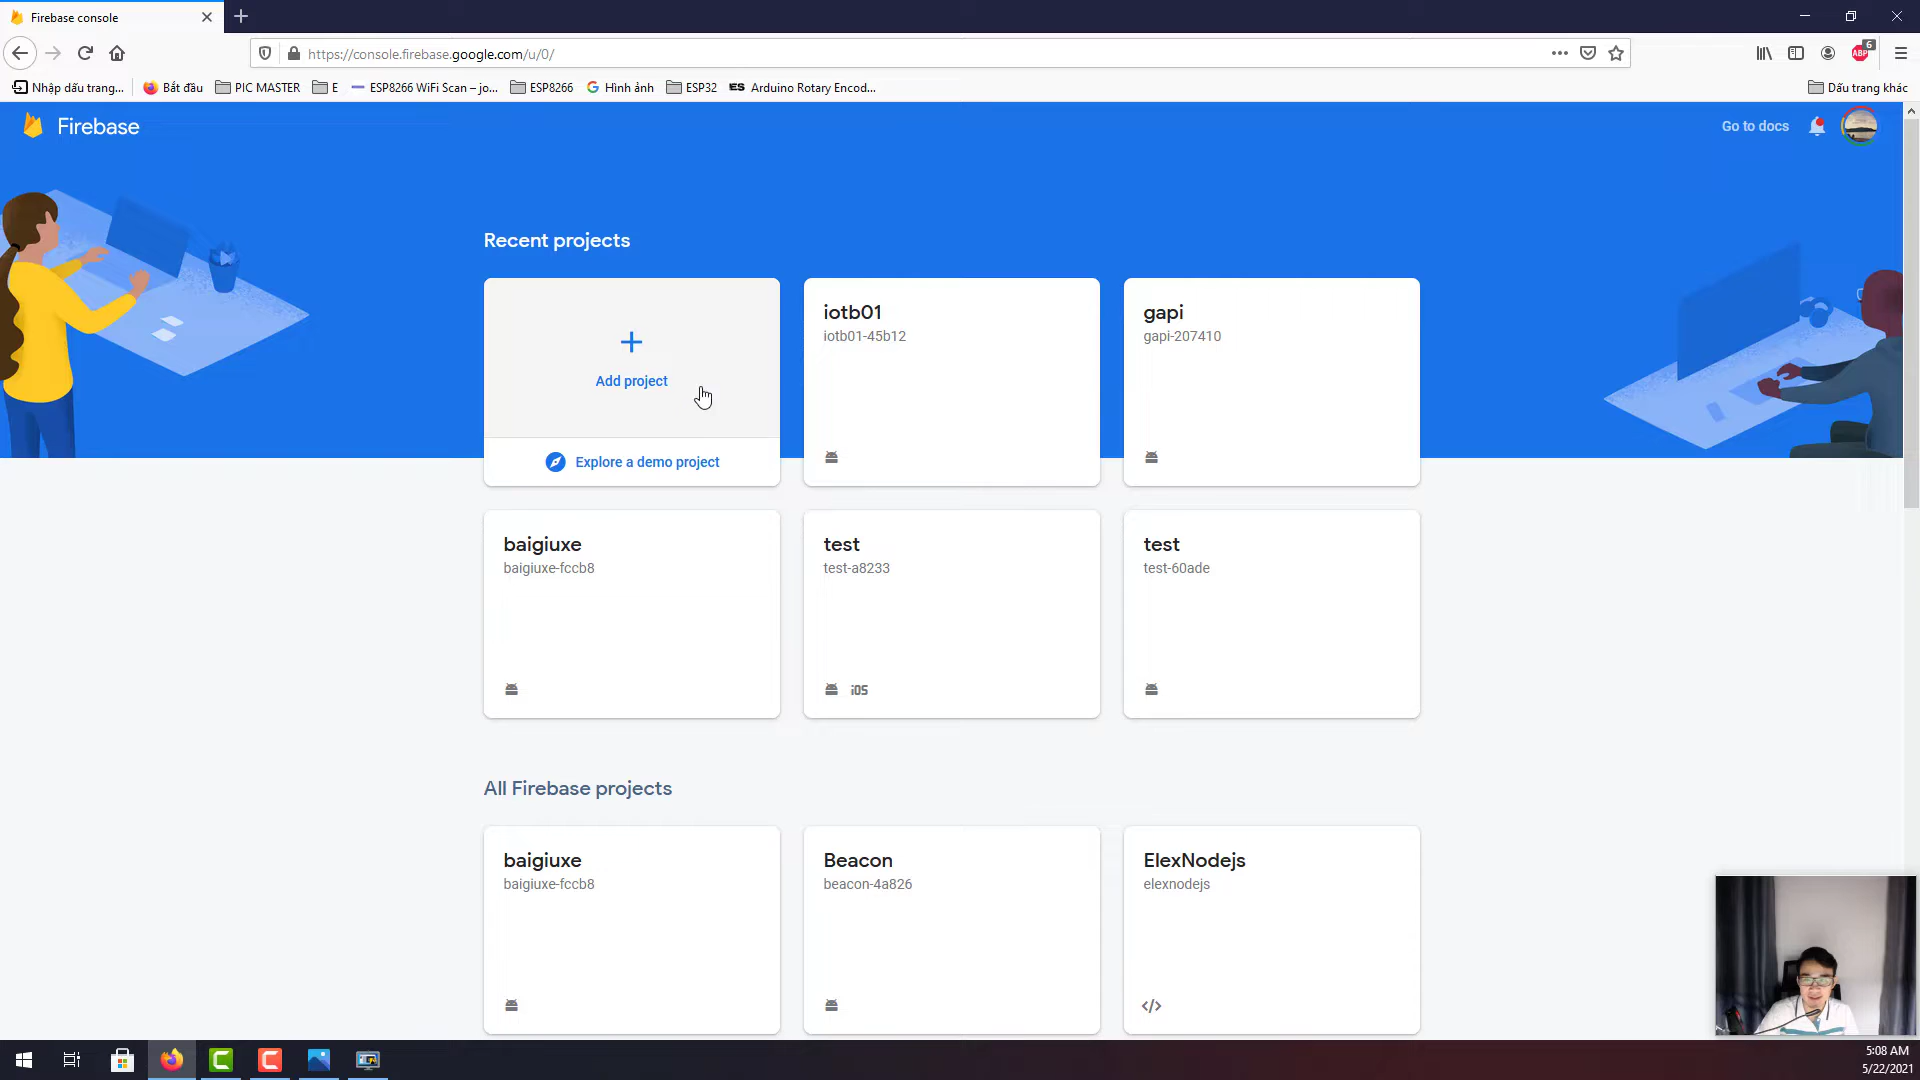 Firebase console
https://console.firebase.google.com/u/0/
6
ABP
Nhập dấu trang...
Bắt đầu
PIC MASTER
E
ESP8266 WiFi Scan – jo...
ESP8266
Hình ảnh
ESP32
ES
Arduino Rotary Encod...
Dấu trang khác
Firebase
Go to docs
Recent projects
Add project
Explore a demo project
iotb01
iotb01-45b12
gapi
gapi-207410
baigiuxe
baigiuxe-fccb8
test
test-a8233
iOS
test
test-60ade
All Firebase projects
baigiuxe
baigiuxe-fccb8
Beacon
beacon-4a826
ElexNodejs
elexnodejs
5:08 AM
5/22/2021